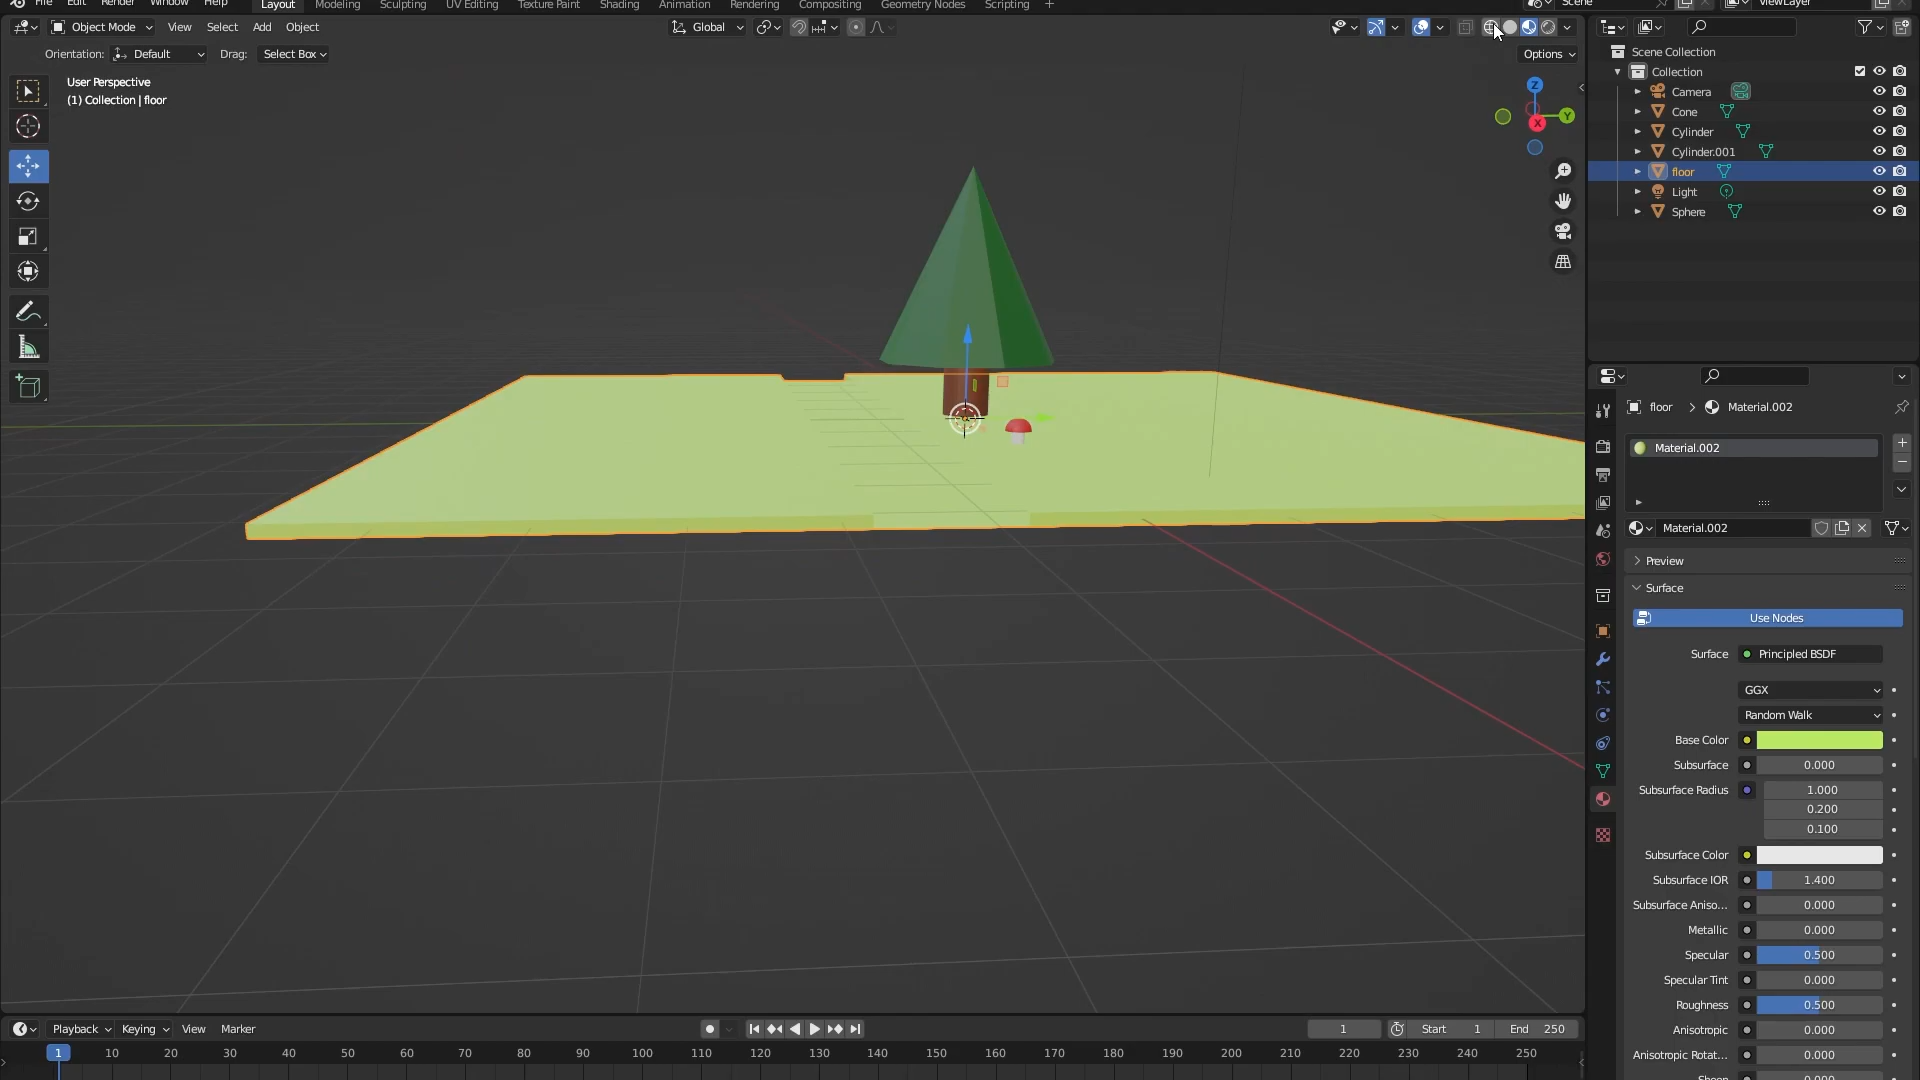 File Edit Render Window Help Layout Modeling Sculpting UV Editing Texture Paint Shading Animation Rendering Compositing Geometry Nodes Scripting + Scene ViewLayer
Object Mode View Select Add Object Global
Orientation: Default Drag: Select Box Options
User Perspective
(1) Collection | floor
Z
Y
X
Scene Collection
Collection
Camera
Cone
Cylinder
Cylinder.001
floor
Light
Sphere
floor > Material.002
Material.002
Material.002
Preview
Surface
Use Nodes
Surface Principled BSDF
GGX
Random Walk
Base Color
Subsurface 0.000
Subsurface Radius 1.000
0.200
0.100
Subsurface Color
Subsurface IOR 1.400
Subsurface Aniso... 0.000
Metallic 0.000
Specular 0.500
Specular Tint 0.000
Roughness 0.500
Anisotropic 0.000
Anisotropic Rotat... 0.000
Sheen 0.000
Playback Keying View Marker 1 Start 1 End 250
1 10 20 30 40 50 60 70 80 90 100 110 120 130 140 150 160 170 180 190 200 210 220 230 240 250